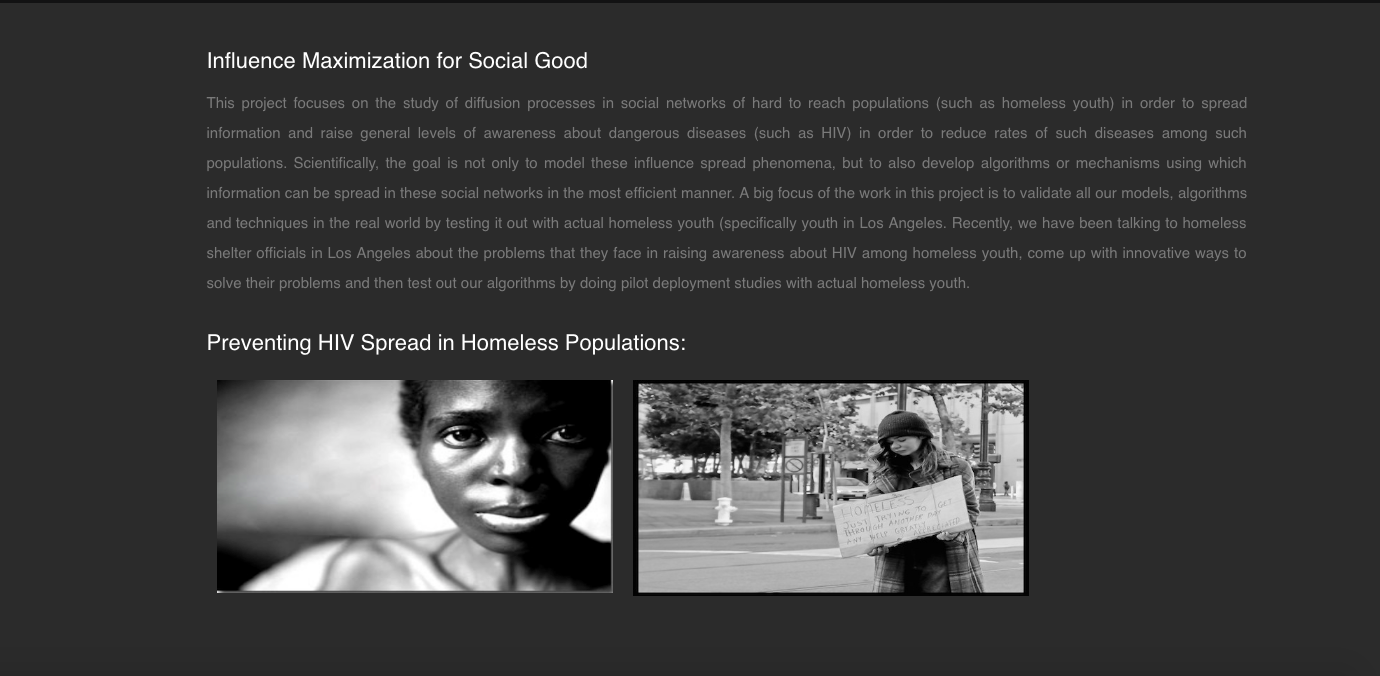 Influence Maximization for Social Good
This project focuses on the study of diffusion processes in social networks of hard to reach populations (such as homeless youth) in order to spread
information and raise general levels of awareness about dangerous diseases (such as HIV) in order to reduce rates of such diseases among such
populations. Scientifically, the goal is not only to model these influence spread phenomena, but to also develop algorithms or mechanisms using which
information can be spread in these social networks in the most efficient manner. A big focus of the work in this project is to validate all our models, algorithms
and techniques in the real world by testing it out with actual homeless youth (specifically youth in Los Angeles. Recently, we have been talking to homeless
shelter officials in Los Angeles about the problems that they face in raising awareness about HIV among homeless youth, come up with innovative ways to
solve their problems and then test out our algorithms by doing pilot deployment studies with actual homeless youth.
Preventing HIV Spread in Homeless Populations:
HOMELESS
JUST TRYING TO GET
THROUGH ANOTHER DAY
ANY HELP GREATLY